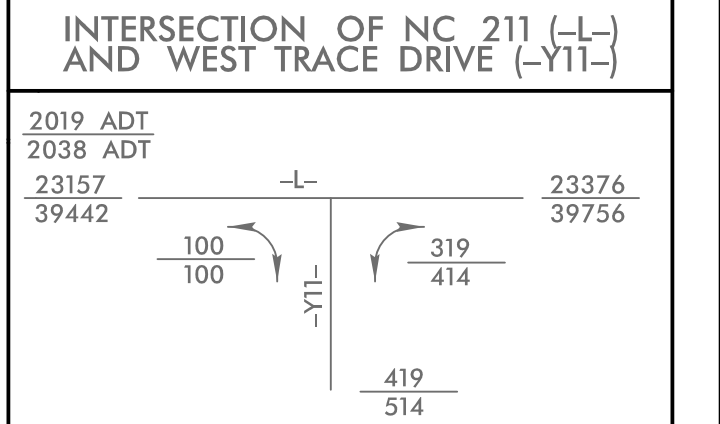 INTERSECTION OF NC 211 (–L–)
AND WEST TRACE DRIVE (–Y11–)
2019 ADT
2038 ADT
23157
39442
–L–
23376
39756
100
100
–Y11–
319
414
419
514